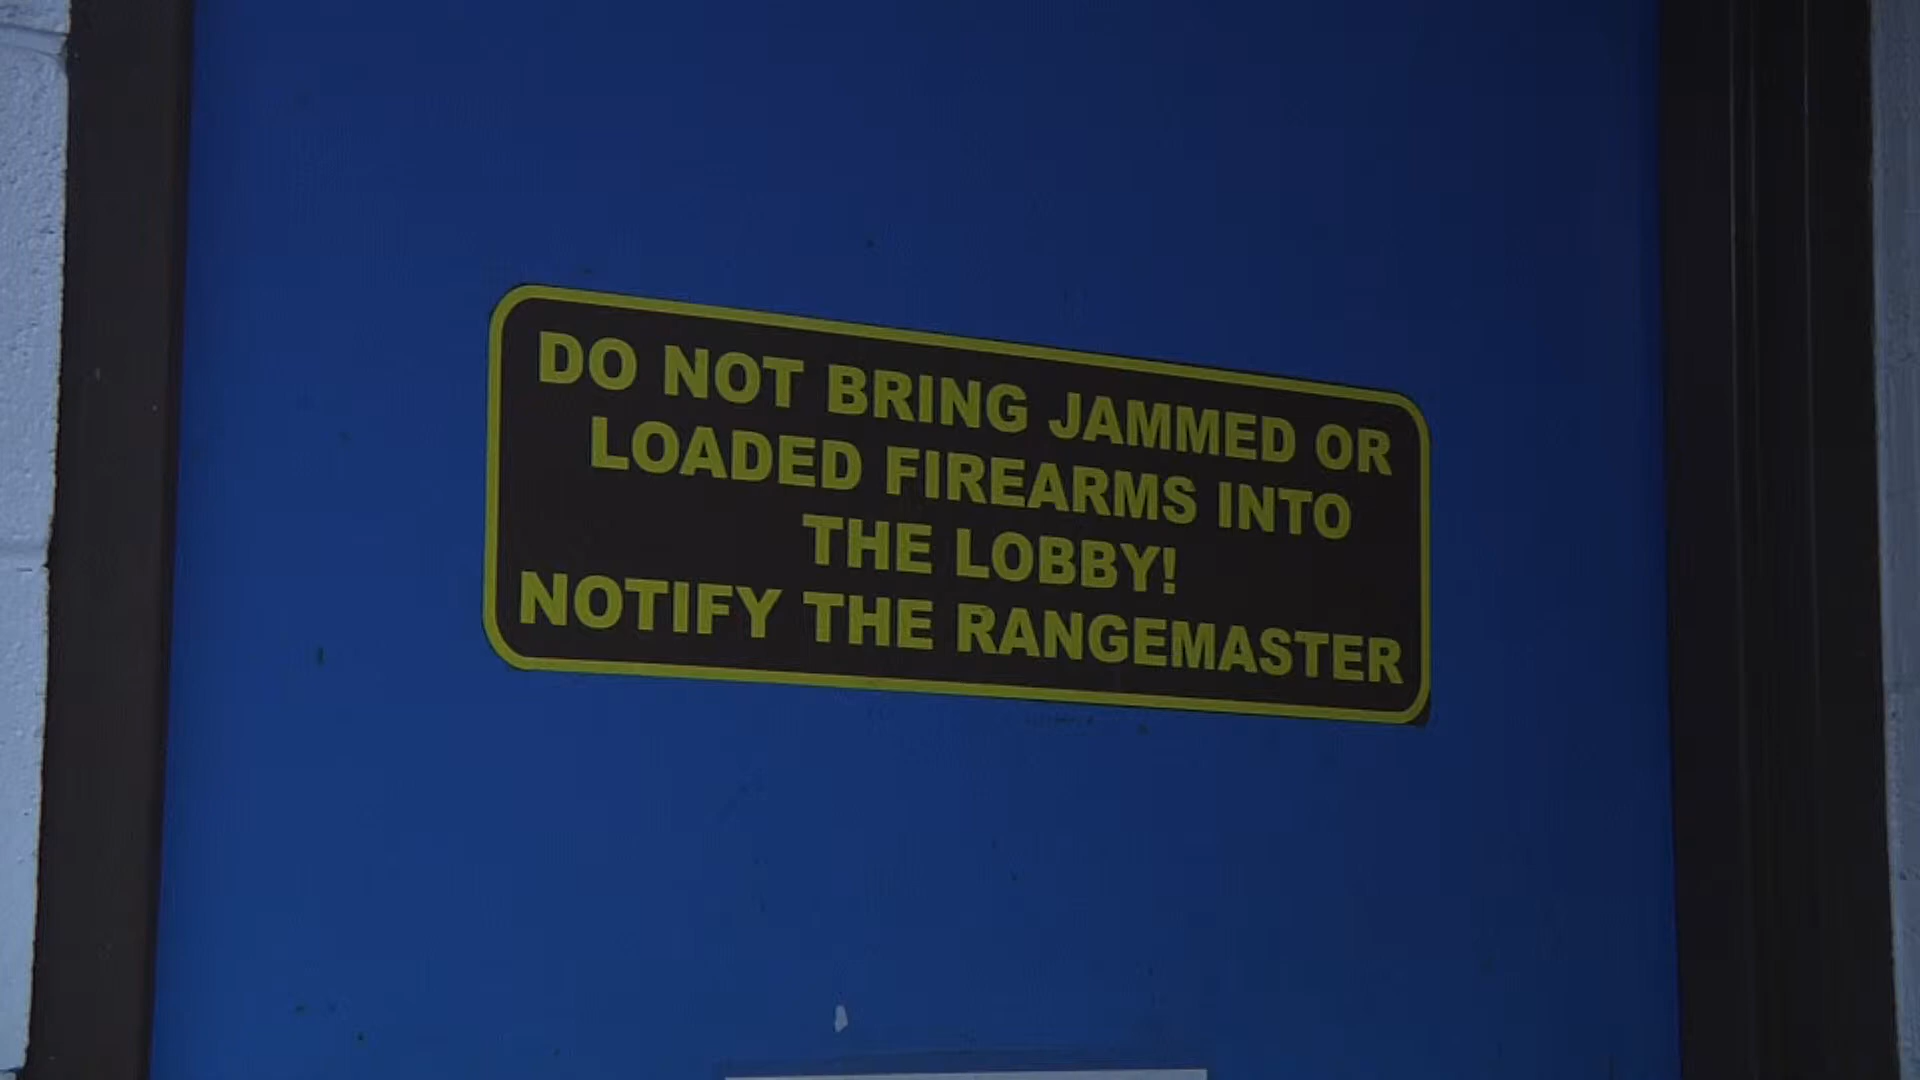 DO NOT BRING JAMMED OR
LOADED FIREARMS INTO
THE LOBBY!
NOTIFY THE RANGEMASTER